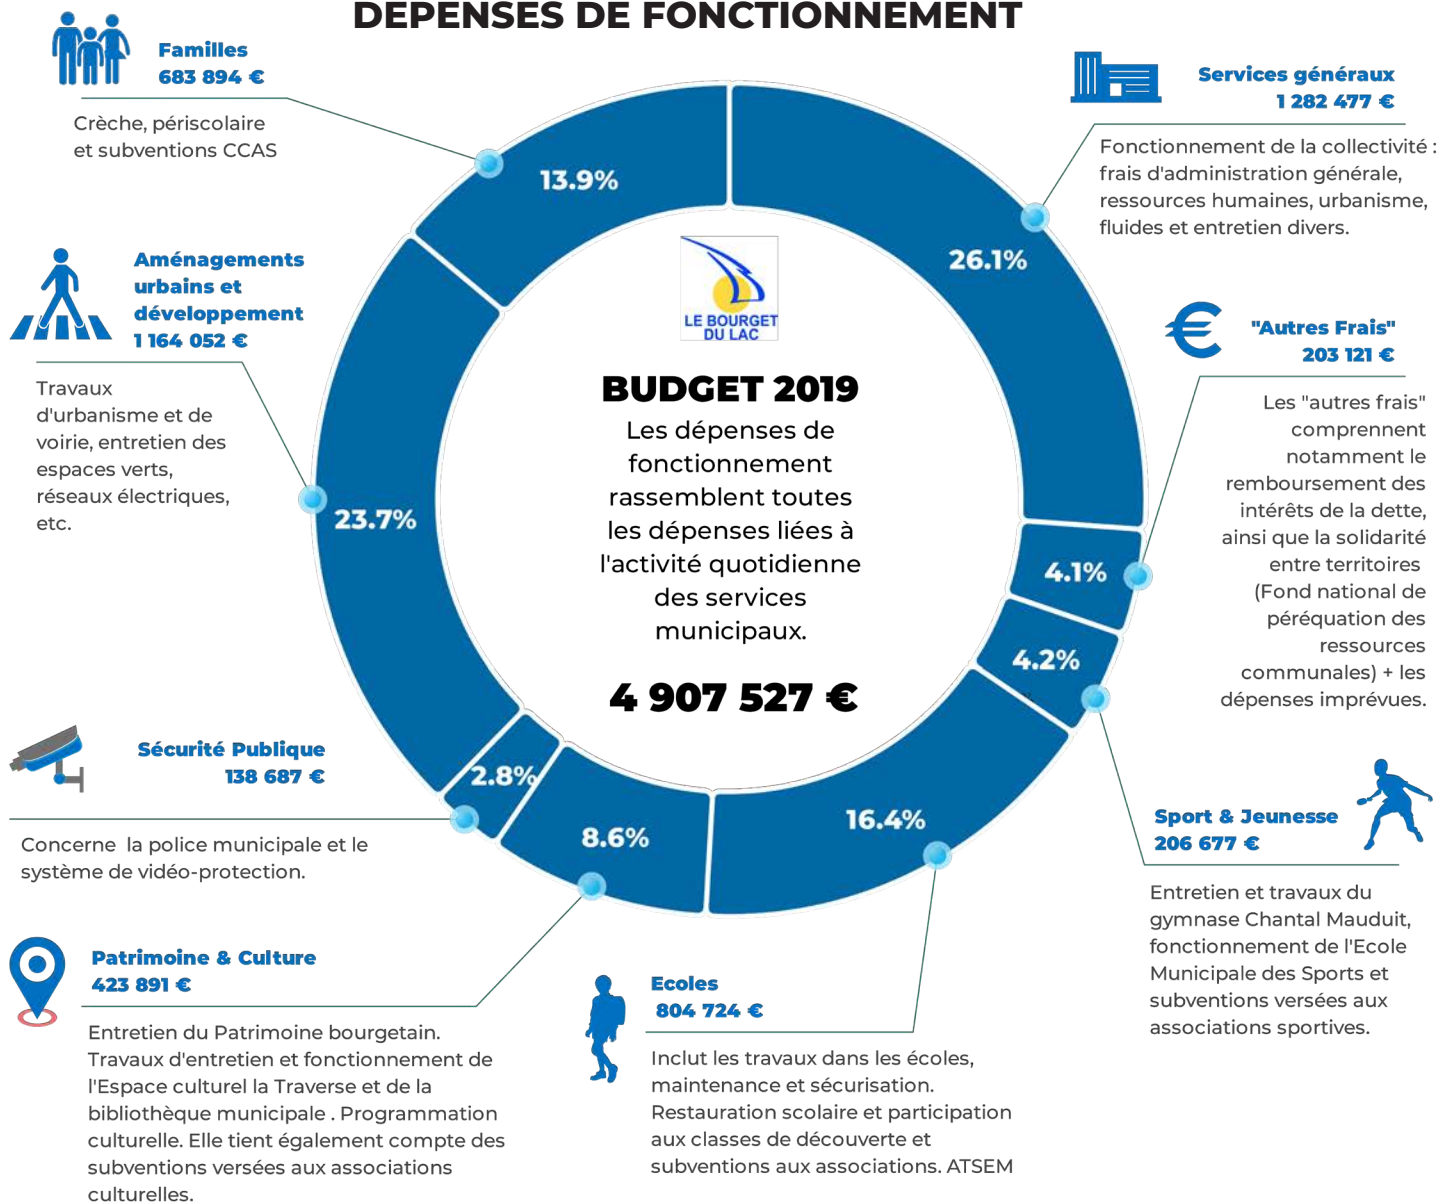 DEPENSES DE FONCTIONNEMENT
Familles
683 894 €
Crèche, périscolaire
et subventions CCAS
13.9%
Services généraux
1 282 477 €
Fonctionnement de la collectivité :
frais d'administration générale,
ressources humaines, urbanisme,
fluides et entretien divers.
26.1%
Aménagements
urbains et
développement
1 164 052 €
Travaux
d'urbanisme et de
voirie, entretien des
espaces verts,
réseaux électriques,
etc.
23.7%
LE BOURGET
DU LAC
BUDGET 2019
Les dépenses de
fonctionnement
rassemblent toutes
les dépenses liées à
l'activité quotidienne
des services
municipaux.
4 907 527 €
"Autres Frais"
203 121 €
Les "autres frais"
comprennent
notamment le
remboursement des
intérêts de la dette,
ainsi que la solidarité
entre territoires
(Fond national de
péréquation des
ressources
communales) + les
dépenses imprévues.
4.1%
4.2%
Sécurité Publique
138 687 €
Concerne  la police municipale et le
système de vidéo-protection.
2.8%
8.6%
16.4%
Sport & Jeunesse
206 677 €
Entretien et travaux du
gymnase Chantal Mauduit,
fonctionnement de l'Ecole
Municipale des Sports et
subventions versées aux
associations sportives.
Patrimoine & Culture
423 891 €
Entretien du Patrimoine bourgetain.
Travaux d'entretien et fonctionnement de
l'Espace culturel la Traverse et de la
bibliothèque municipale . Programmation
culturelle. Elle tient également compte des
subventions versées aux associations
culturelles.
Ecoles
804 724 €
Inclut les travaux dans les écoles,
maintenance et sécurisation.
Restauration scolaire et participation
aux classes de découverte et
subventions aux associations. ATSEM